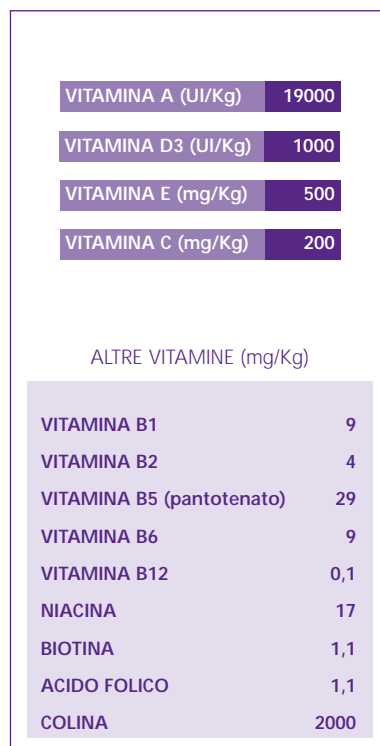 VITAMINA A (UI/Kg) 19000
VITAMINA D3 (UI/Kg) 1000
VITAMINA E (mg/Kg) 500
VITAMINA C (mg/Kg) 200
ALTRE VITAMINE (mg/Kg)
VITAMINA B1 9
VITAMINA B2 4
VITAMINA B5 (pantotenato) 29
VITAMINA B6 9
VITAMINA B12 0,1
NIACINA 17
BIOTINA 1,1
ACIDO FOLICO 1,1
COLINA 2000